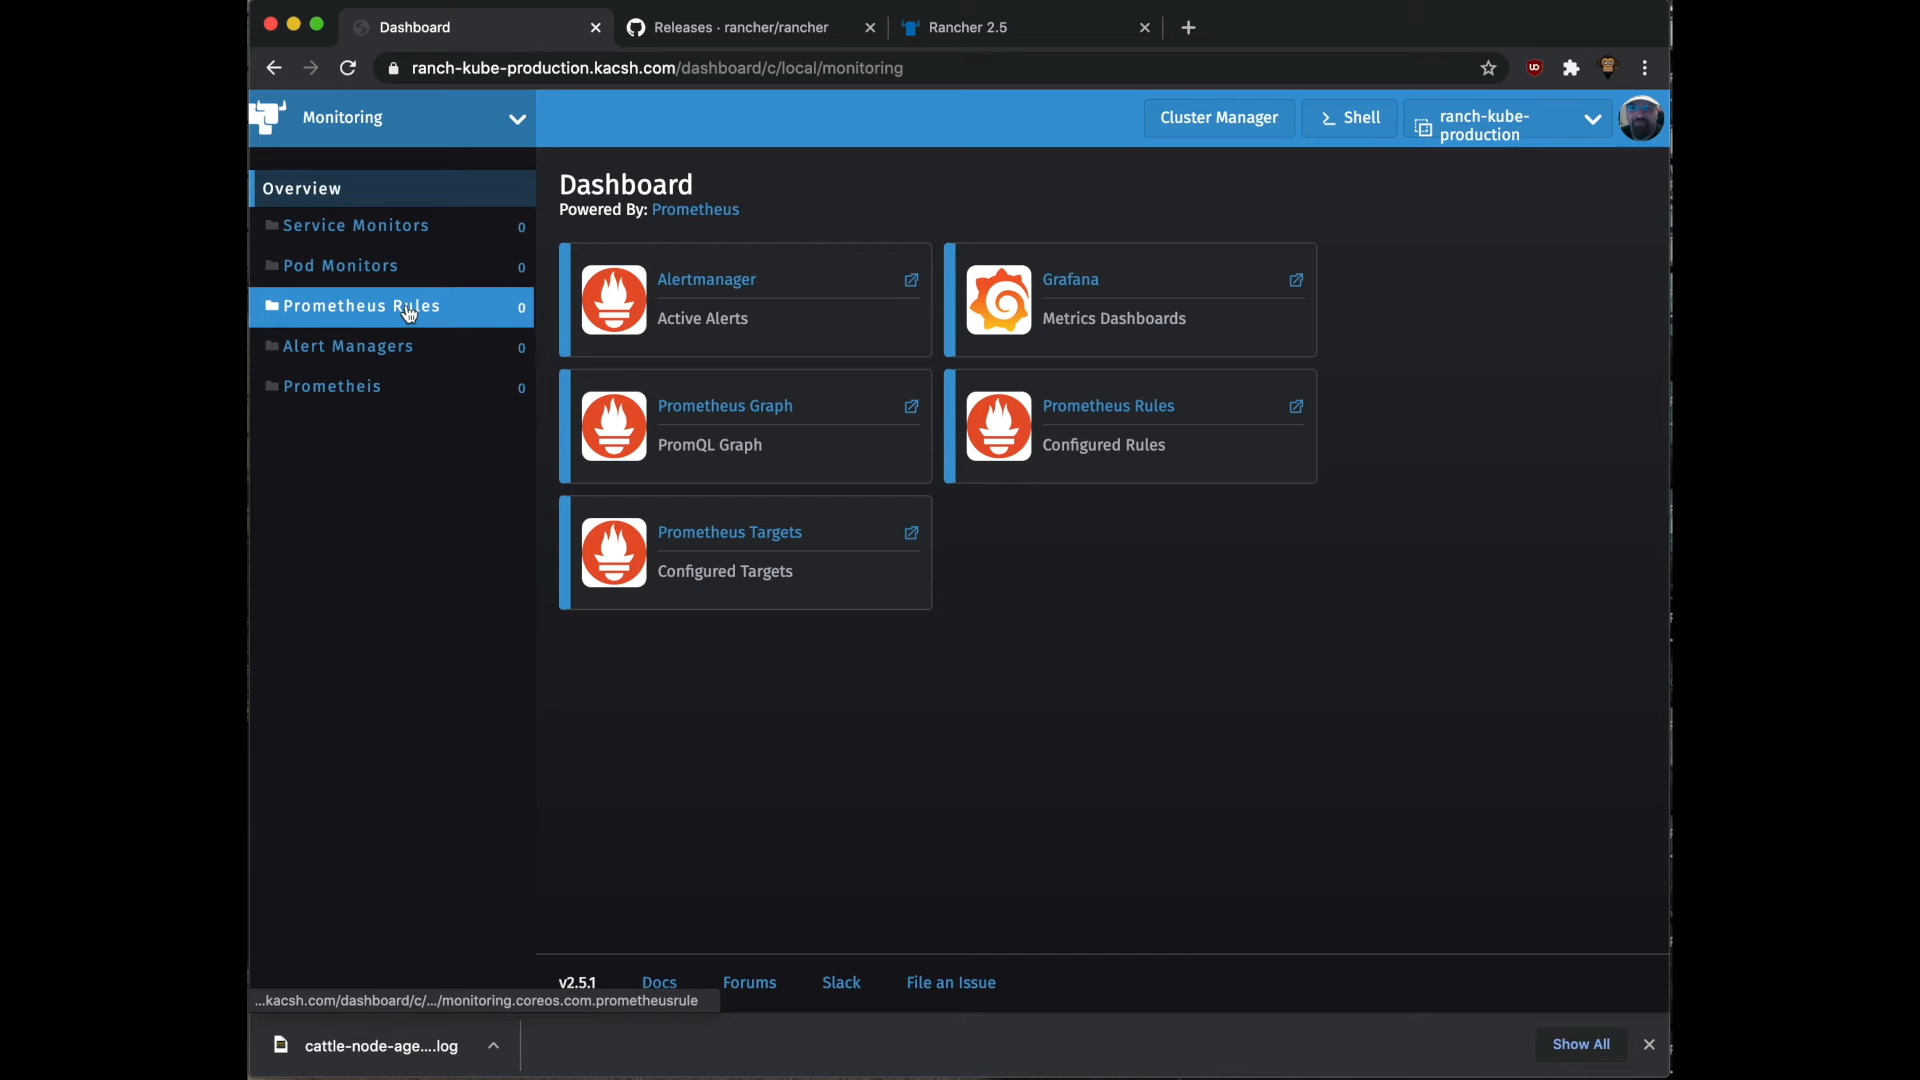 Dashboard
Releases · rancher/rancher
Rancher 2.5
ranch-kube-production.kacsh.com/dashboard/c/local/monitoring
Monitoring
Cluster Manager
Shell
ranch-kube-
production
Overview
Service Monitors 0
Pod Monitors 0
Prometheus Rules 0
Alert Managers 0
Prometheis 0
Dashboard
Powered By: Prometheus
Alertmanager
Active Alerts
Grafana
Metrics Dashboards
Prometheus Graph
PromQL Graph
Prometheus Rules
Configured Rules
Prometheus Targets
Configured Targets
v2.5.1
Docs
Forums
Slack
File an Issue
...kacsh.com/dashboard/c/.../monitoring.coreos.com.prometheusrule
cattle-node-age....log
Show All